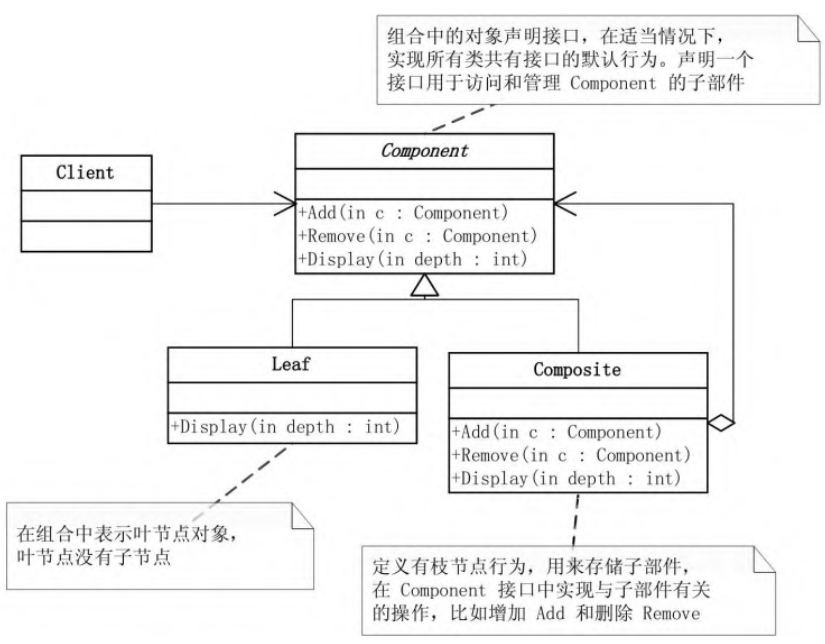 组合中的对象声明接口，在适当情况下，
实现所有类共有接口的默认行为。声明一个
接口用于访问和管理 Component 的子部件
Component
+Add(in c : Component)
+Remove(in c : Component)
+Display(in depth : int)
Client
Leaf
+Display(in depth : int)
Composite
+Add(in c : Component)
+Remove(in c : Component)
+Display(in depth : int)
在组合中表示叶节点对象，
叶节点没有子节点
定义有枝节点行为，用来存储子部件，
在 Component 接口中实现与子部件有关
的操作，比如增加 Add 和删除 Remove